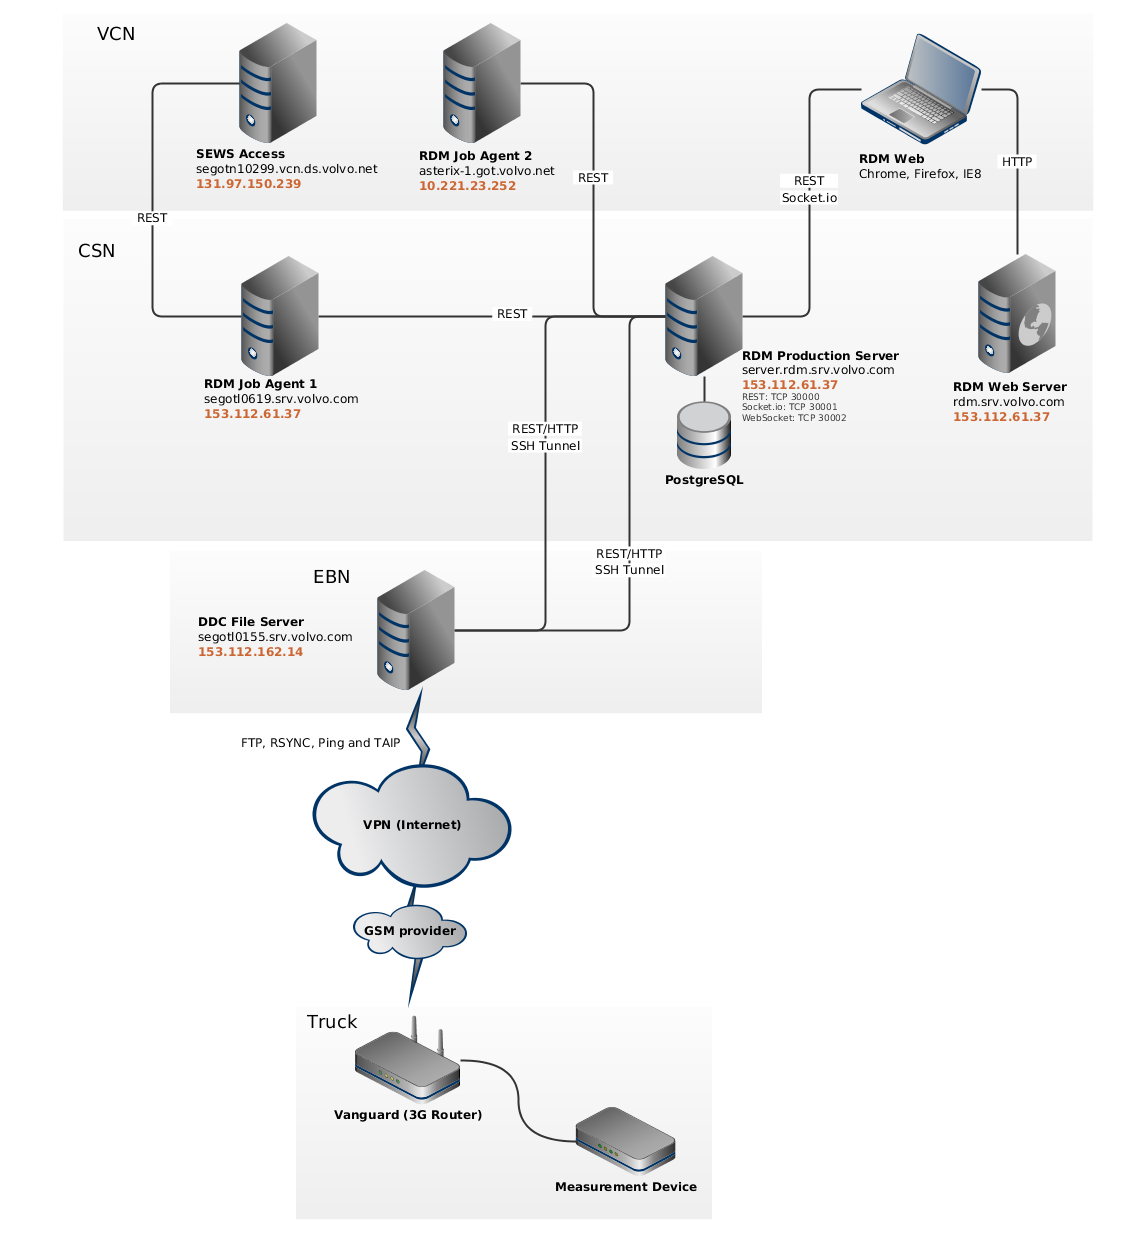 VCN
SEWS Access
segotn10299.vcn.ds.volvo.net
131.97.150.239
RDM Job Agent 2
asterix-1.got.volvo.net
10.221.23.252
REST
RDM Web
Chrome, Firefox, IE8
HTTP
REST
Socket.io
REST
CSN
REST
RDM Job Agent 1
segotl0619.srv.volvo.com
153.112.61.37
RDM Production Server
server.rdm.srv.volvo.com
153.112.61.37
REST: TCP 30000
Socket.io: TCP 30001
WebSocket: TCP 30002
RDM Web Server
rdm.srv.volvo.com
153.112.61.37
REST/HTTP
SSH Tunnel
PostgreSQL
REST/HTTP
SSH Tunnel
EBN
DDC File Server
segotl0155.srv.volvo.com
153.112.162.14
FTP, RSYNC, Ping and TAIP
VPN (Internet)
GSM provider
Truck
Vanguard (3G Router)
Measurement Device